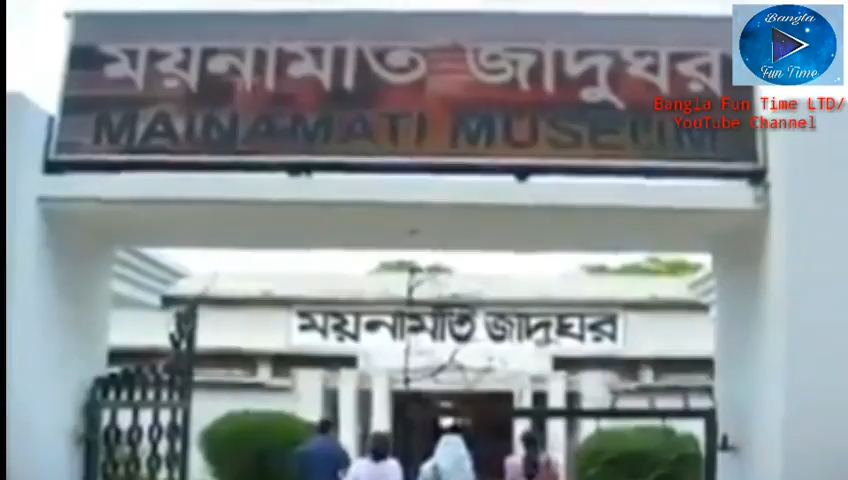 Bangla
Fun Time
ময়নামতি জাদুঘর
MAINAMATI MUSEUM
Bangla Fun Time LTD/
YouTube Channel
ময়নামতি জাদুঘর